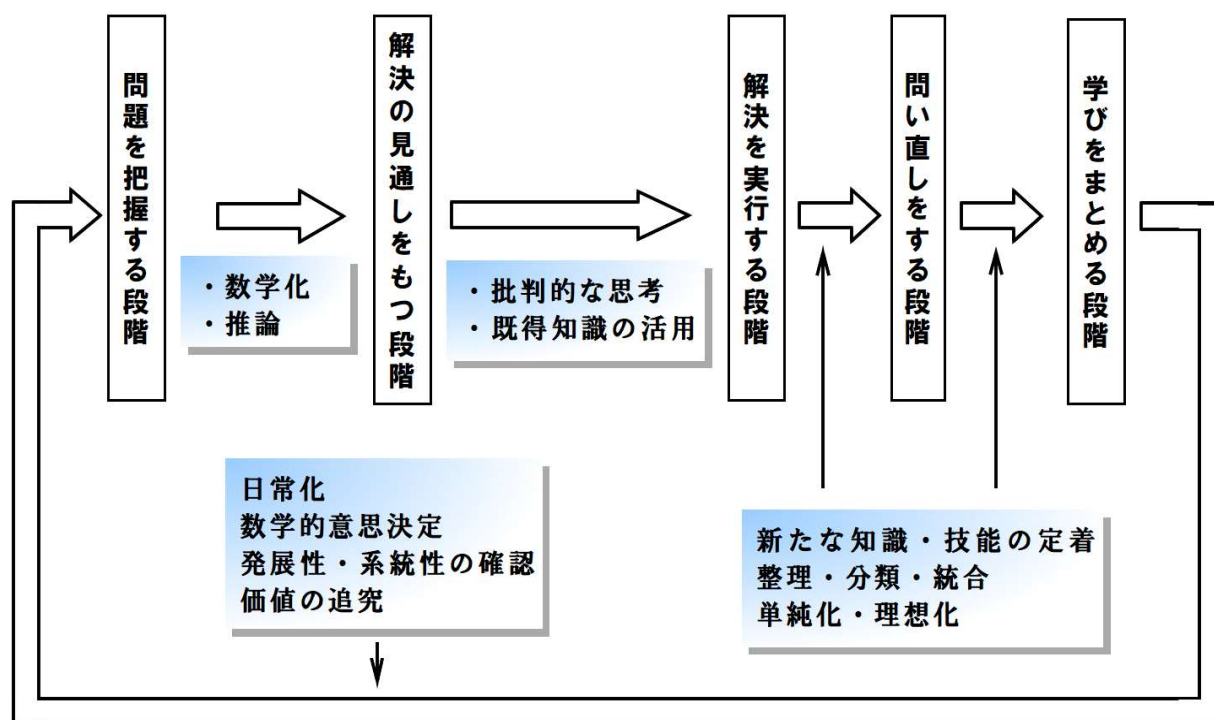 問題を把握する段階
解決の見通しをもつ段階
解決を実行する段階
問い直しをする段階
学びをまとめる段階
・数学化
・推論
・批判的な思考
・既得知識の活用
日常化
数学的意思決定
発展性・系統性の確認
価値の追究
新たな知識・技能の定着
整理・分類・統合
単純化・理想化